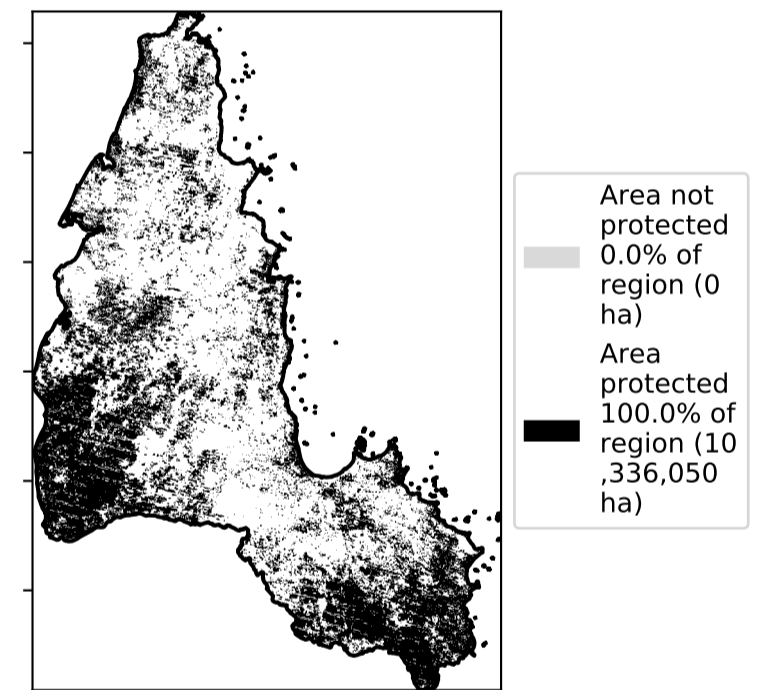 Area not
protected
0.0% of
region (0
ha)
Area
protected
100.0% of
region (10
,336,050
ha)